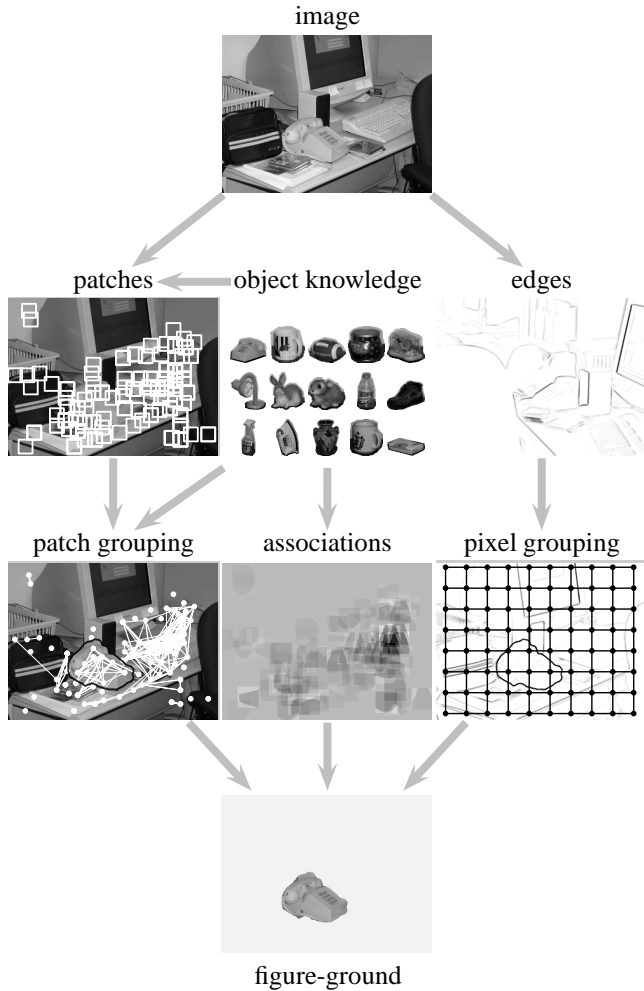 image
patches
object knowledge
edges
patch grouping
associations
pixel grouping
figure-ground